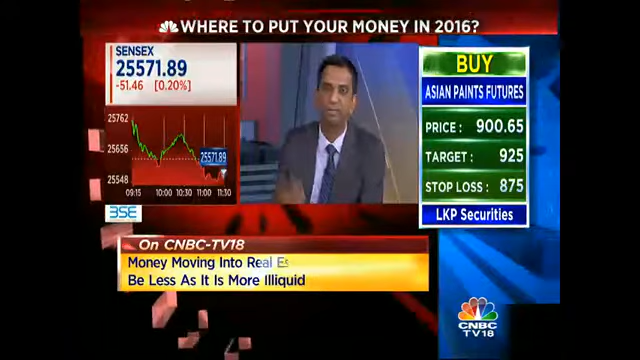 WHERE TO PUT YOUR MONEY IN 2016?
SENSEX
25571.89
-51.46 [0.20%]
25762
25656
25548
25571.89
09:15 10:00 10:30 11:00 11:30
BSE
BUY
ASIAN PAINTS FUTURES
PRICE : 900.65
TARGET : 925
STOP LOSS : 875
LKP Securities
On CNBC-TV18
Money Moving Into Real Es
Be Less As It Is More Illiquid
CNBC
TV18